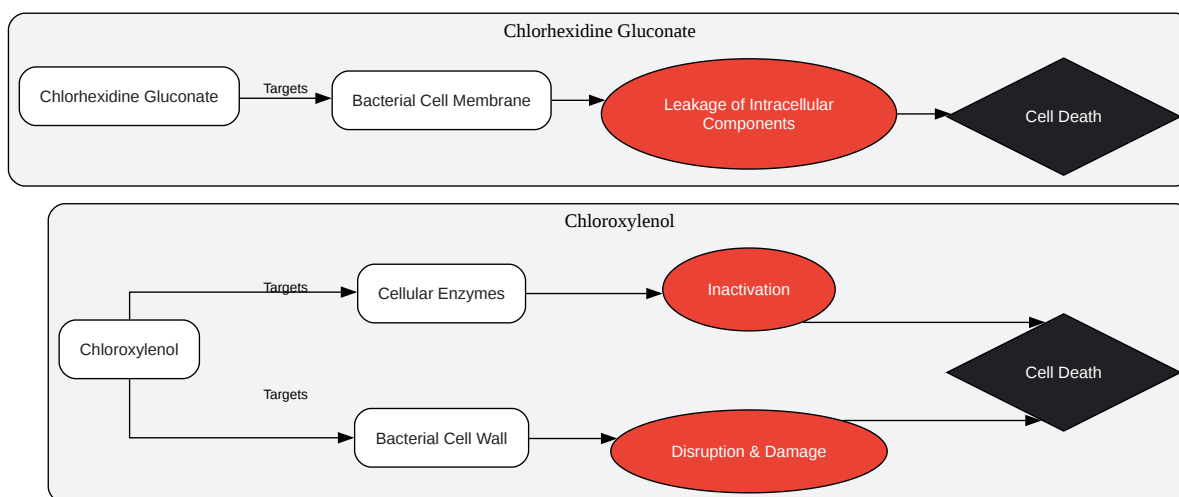 Chlorhexidine Gluconate
Chlorhexidine Gluconate
Targets
Bacterial Cell Membrane
Leakage of Intracellular
Components
Cell Death
Chloroxylenol
Chloroxylenol
Targets
Cellular Enzymes
Inactivation
Cell Death
Targets
Bacterial Cell Wall
Disruption & Damage